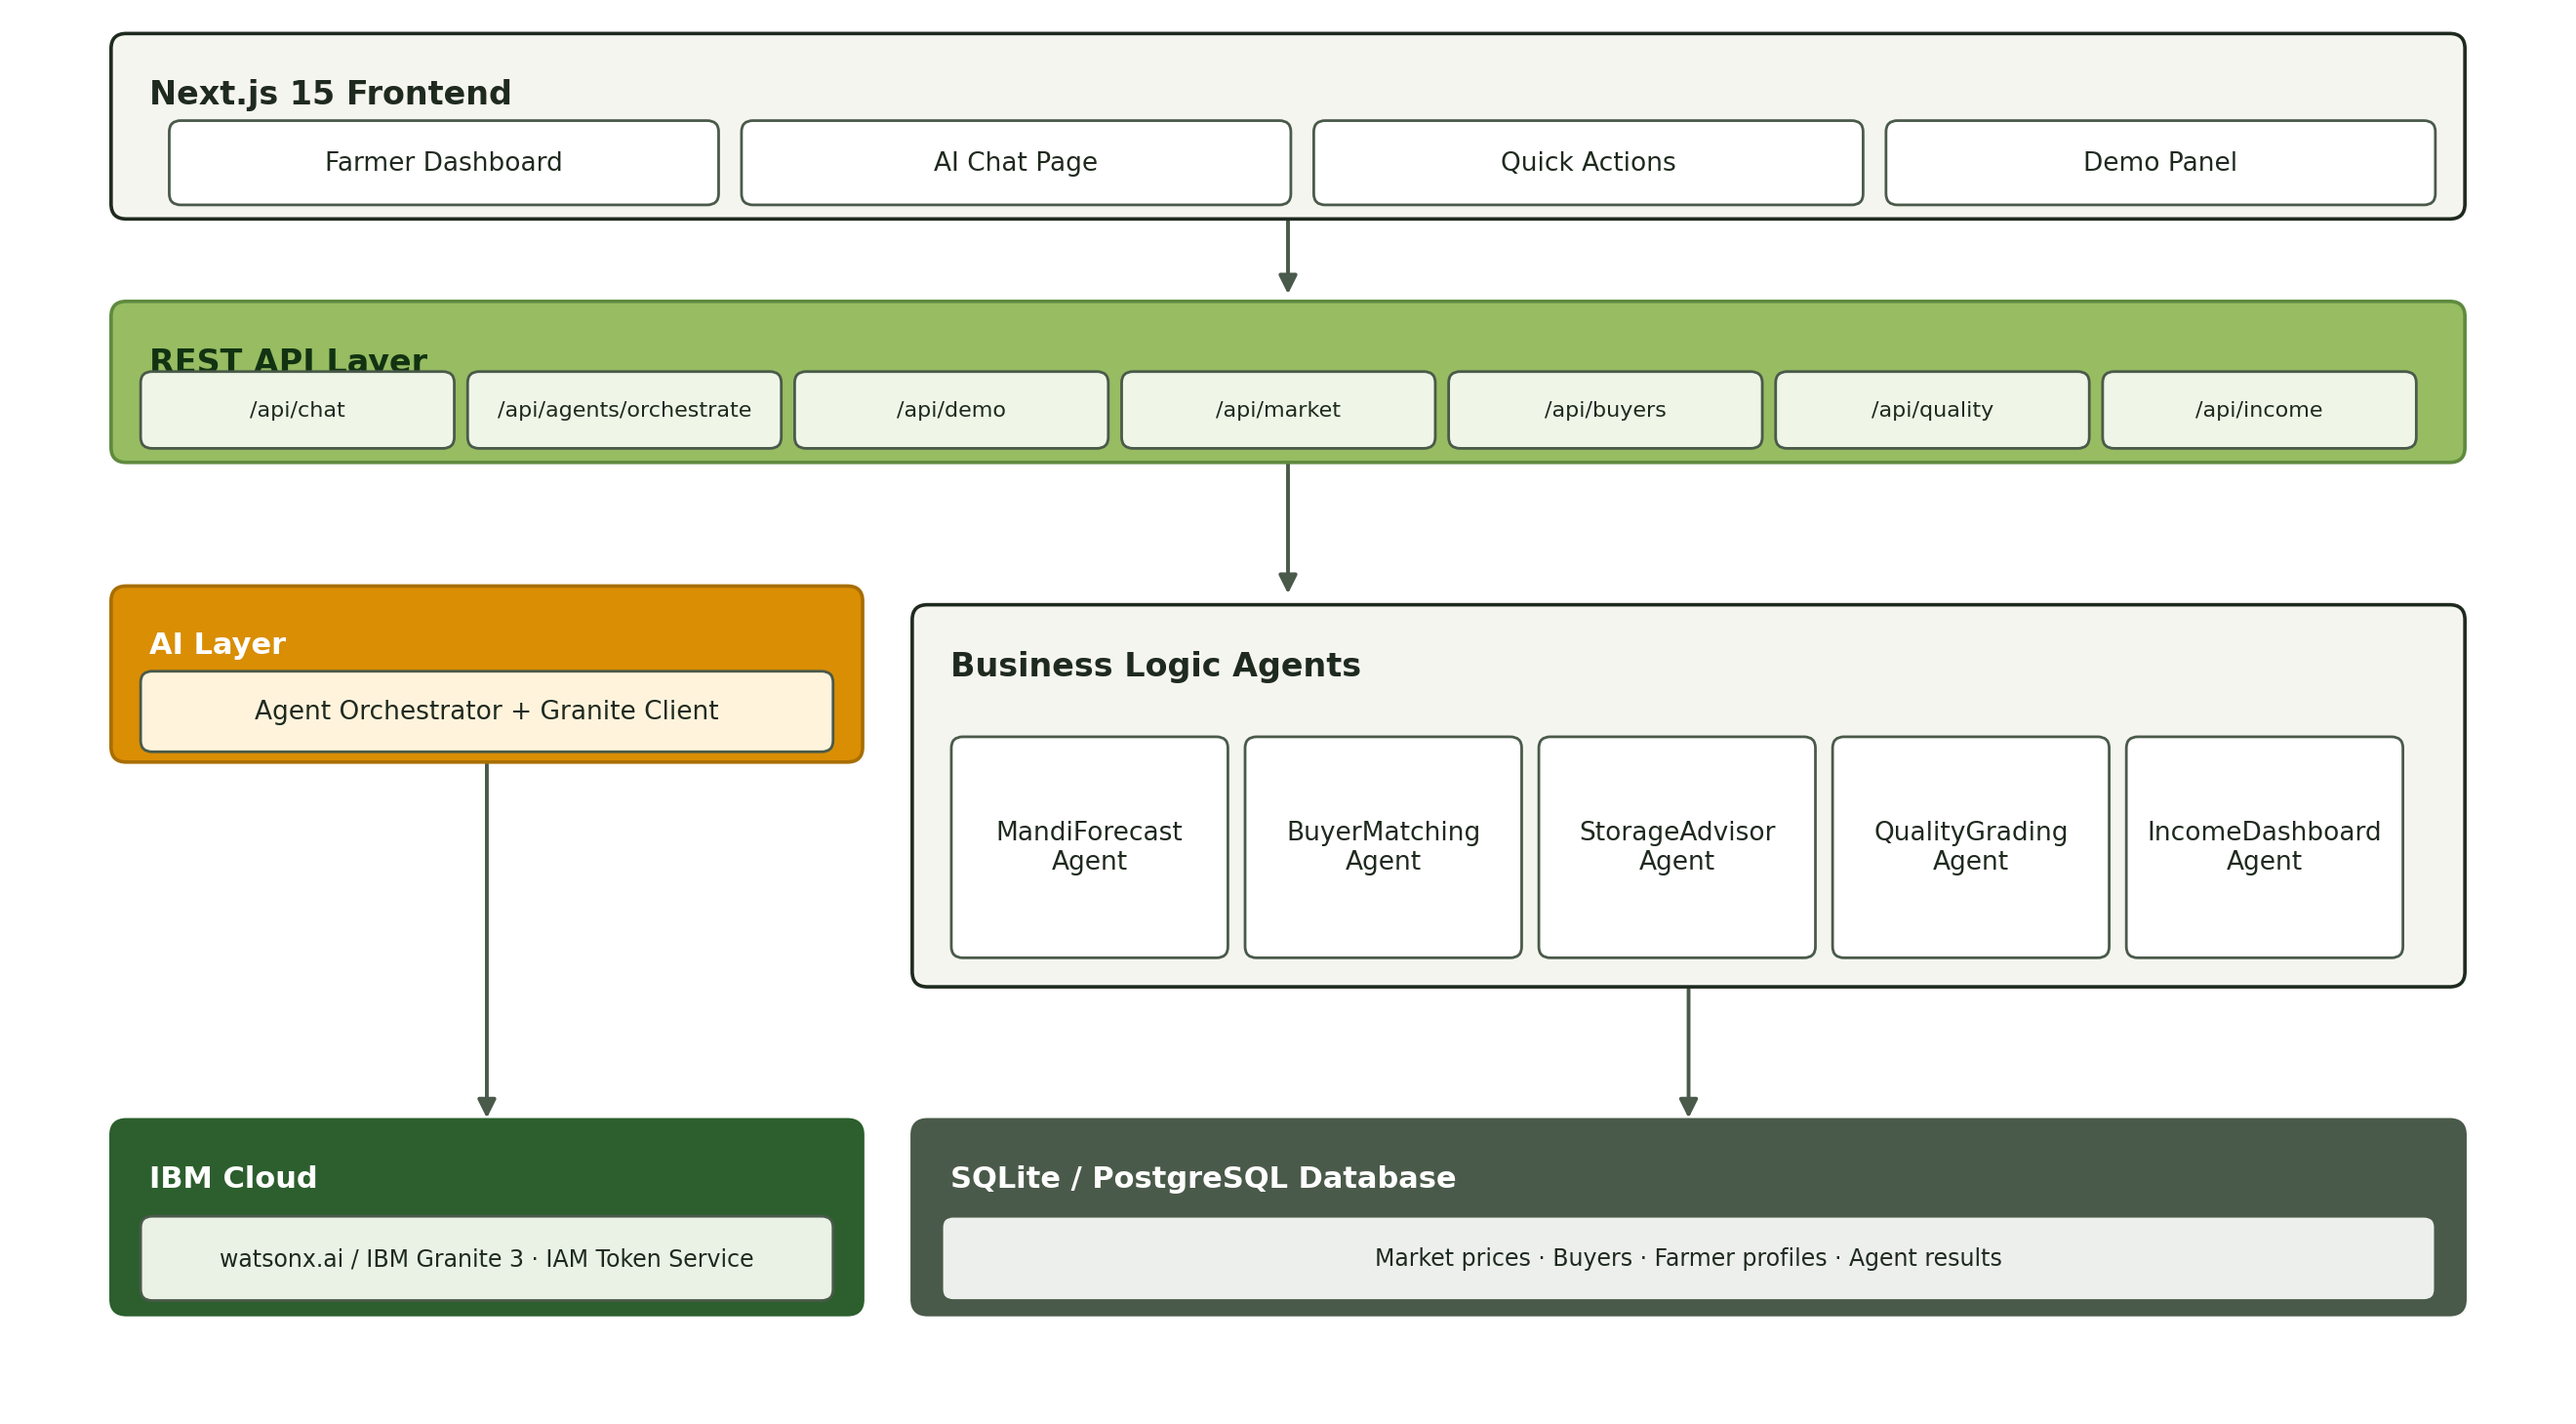 Next.js 15 Frontend
Farmer Dashboard
AI Chat Page
Quick Actions
Demo Panel
REST API Layer
/api/chat
/api/agents/orchestrate
/api/demo
/api/market
/api/buyers
/api/quality
/api/income
AI Layer
Agent Orchestrator + Granite Client
Business Logic Agents
MandiForecast
Agent
BuyerMatching
Agent
StorageAdvisor
Agent
QualityGrading
Agent
IncomeDashboard
Agent
IBM Cloud
watsonx.ai / IBM Granite 3 · IAM Token Service
SQLite / PostgreSQL Database
Market prices · Buyers · Farmer profiles · Agent results